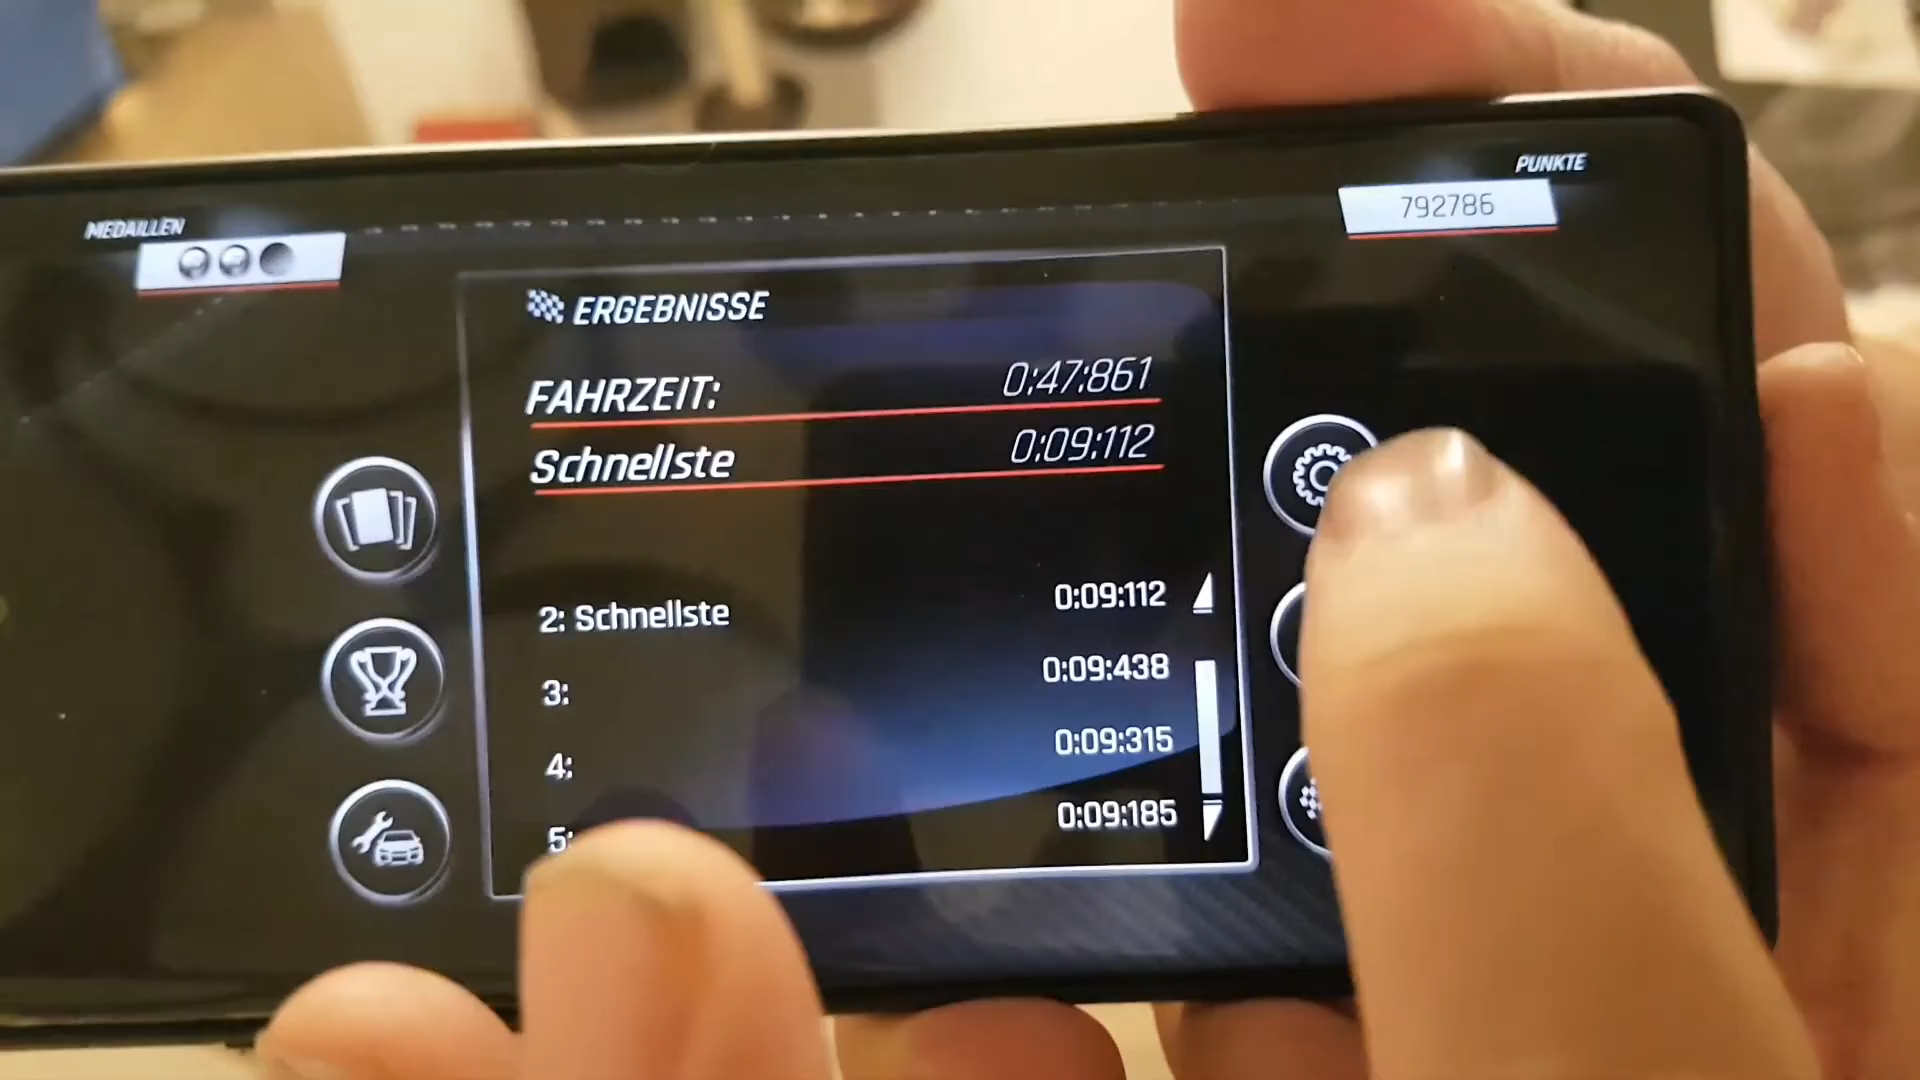 MEDAILLEN
PUNKTE
792786
ERGEBNISSE
FAHRZEIT: 0:47:861
Schnellste 0:09:112
2: Schnellste 0:09:112
3: 0:09:438
4: 0:09:315
5: 0:09:185